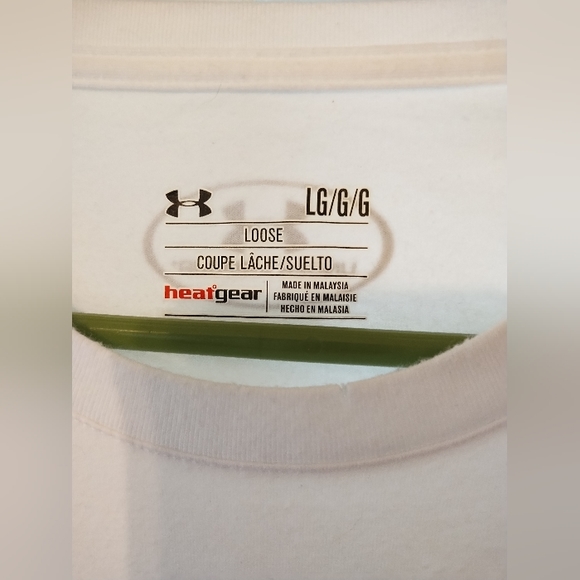 LG/G/G
LOOSE
COUPE LÂCHE/SUELTO
heatgear
MADE IN MALAYSIA
FABRIQUÉ EN MALAISIE
HECHO EN MALASIA